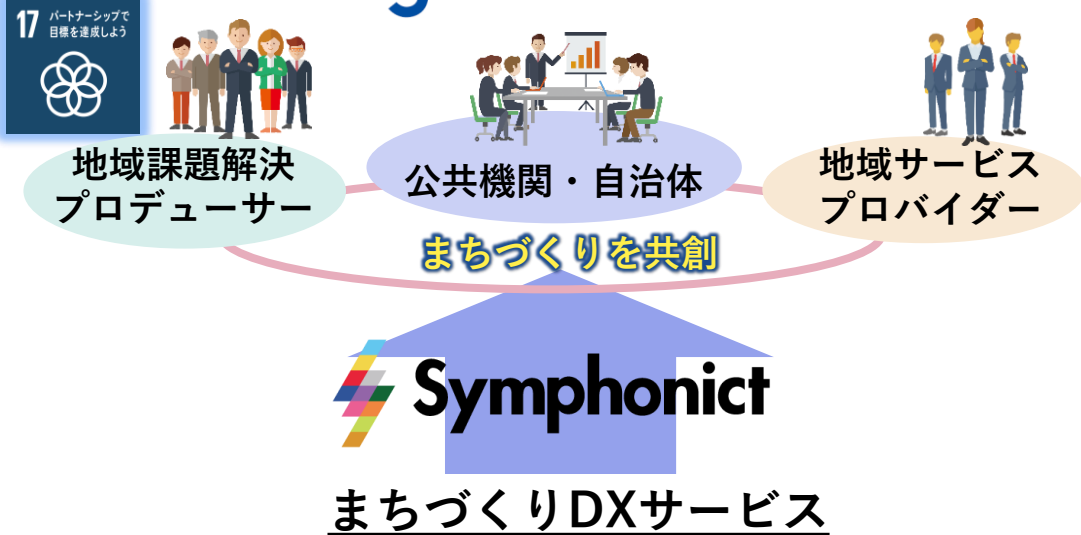 17 パートナーシップで
目標を達成しよう
地域課題解決
プロデューサー
公共機関・自治体
地域サービス
プロバイダー
まちづくりを共創
Symphonict
まちづくりDXサービス